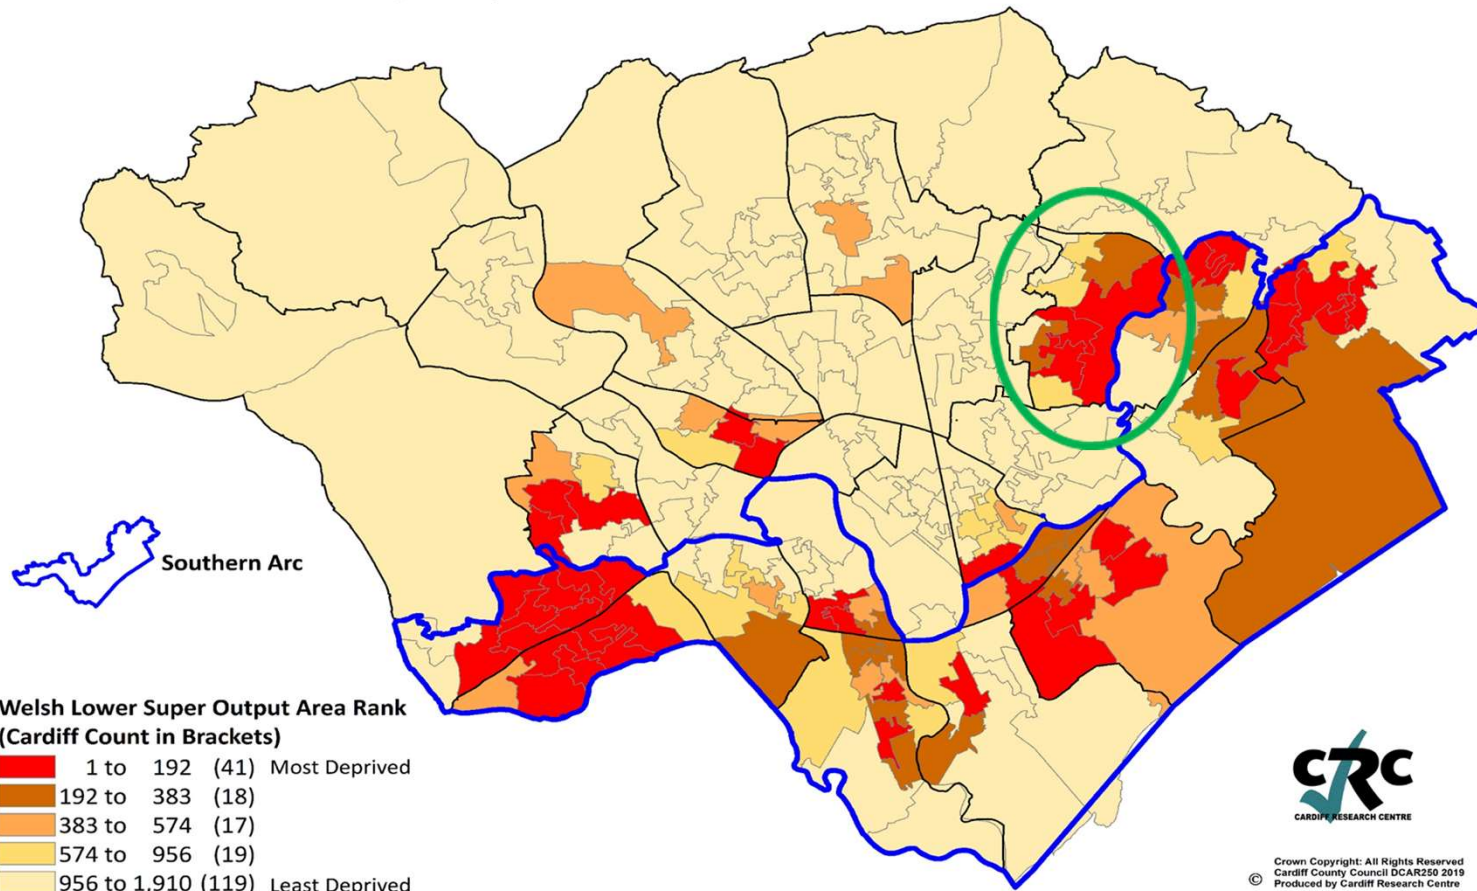 Southern Arc
Welsh Lower Super Output Area Rank
(Cardiff Count in Brackets)
1 to 192 (41) Most Deprived
192 to 383 (18)
383 to 574 (17)
574 to 956 (19)
956 to 1,910 (119) Least Deprived
CRC
CARDIFF RESEARCH CENTRE
Crown Copyright: All Rights Reserved
Cardiff County Council DCAR250 2019
© Produced by Cardiff Research Centre